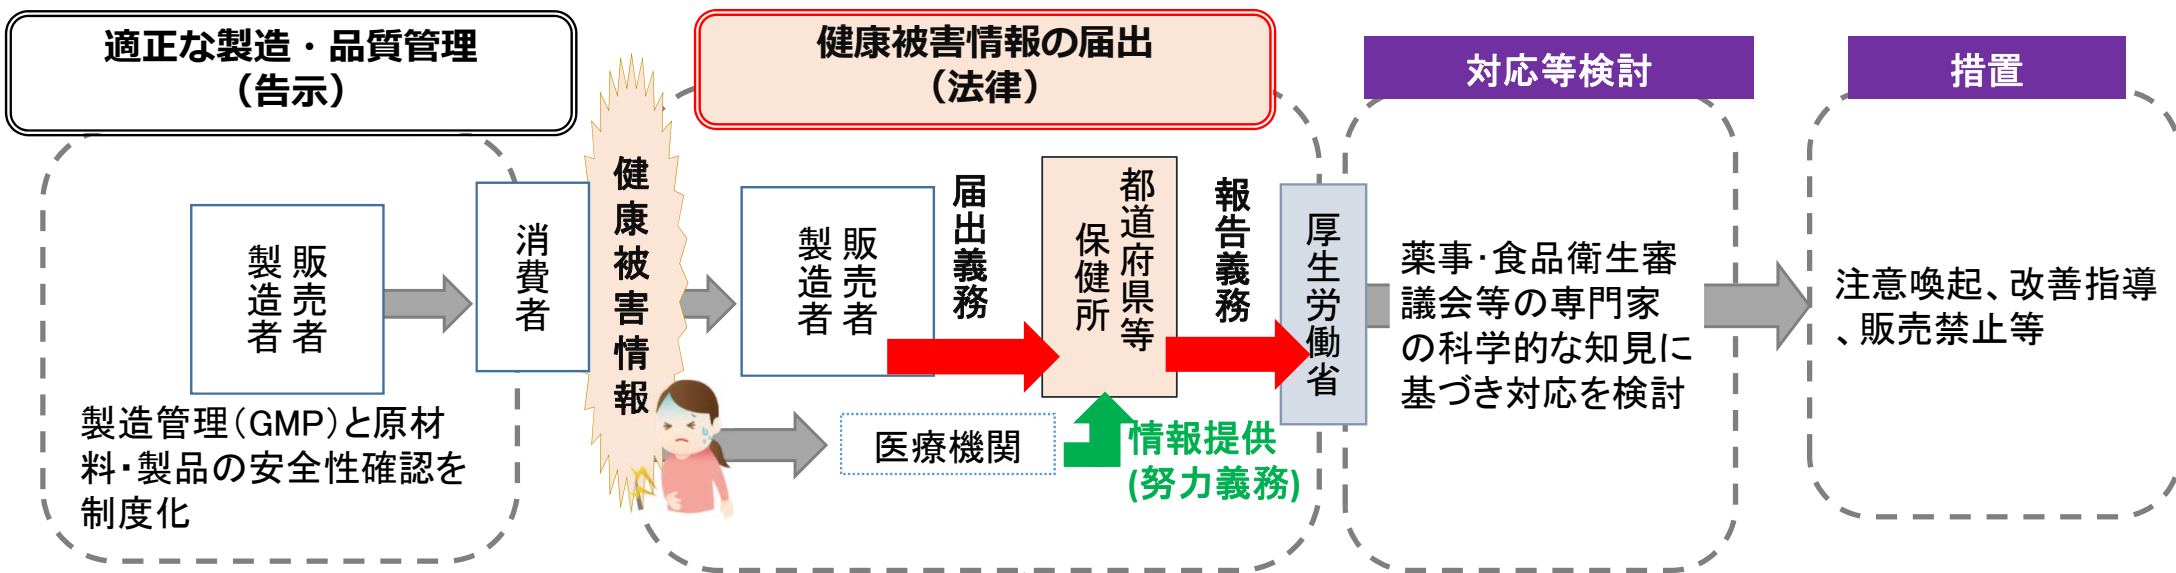 適正な製造・品質管理
（告示）
販売者
製造者
消費者
製造管理（GMP）と原材
料・製品の安全性確認を
制度化
健康被害情報
健康被害情報の届出
（法律）
販売者
製造者
届出義務
都道府県等
保健所
報告義務
厚生労働省
医療機関
情報提供
(努力義務)
対応等検討
薬事・食品衛生審
議会等の専門家
の科学的な知見に
基づき対応を検討
措置
注意喚起、改善指導
、販売禁止等